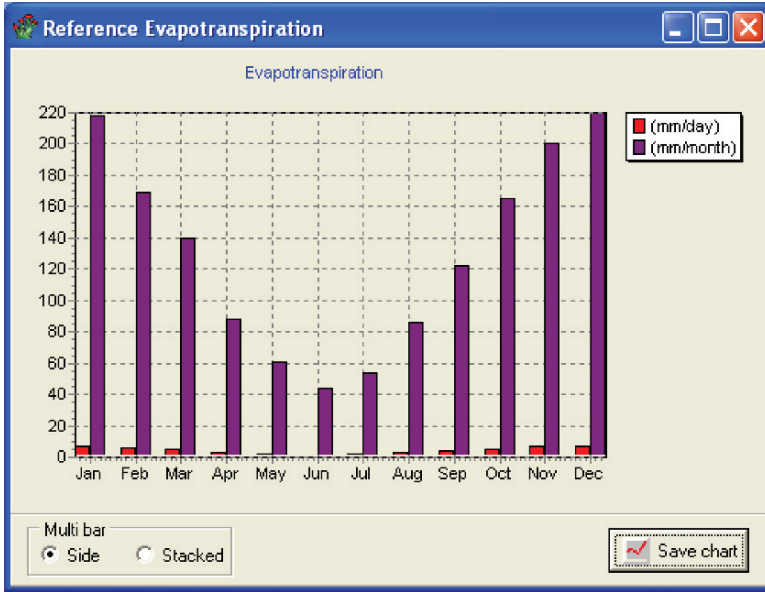 Reference Evapotranspiration
Evapotranspiration
220
200
180
160
140
120
100
80
60
40
20
0
Jan Feb Mar Apr May Jun Jul Aug Sep Oct Nov Dec
(mm/day)
(mm/month)
Multi bar
Side Stacked
Save chart